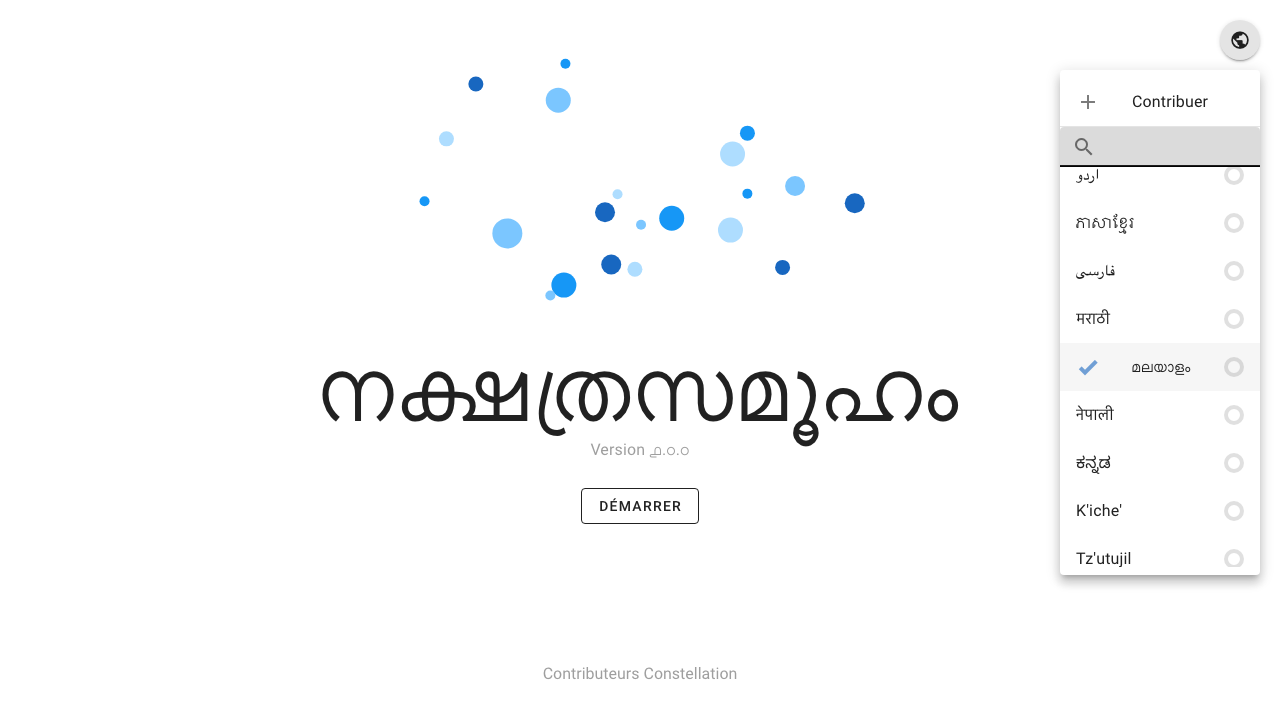 Contribuer
اردو
ភាសាខ្មែរ
فارسی
मराठी
മലയാളം
नेपाली
ಕನ್ನಡ
K'iche'
Tz'utujil
നക്ഷത്രസമൂഹം
Version ൧.൦.൦
DÉMARRER
Contributeurs Constellation